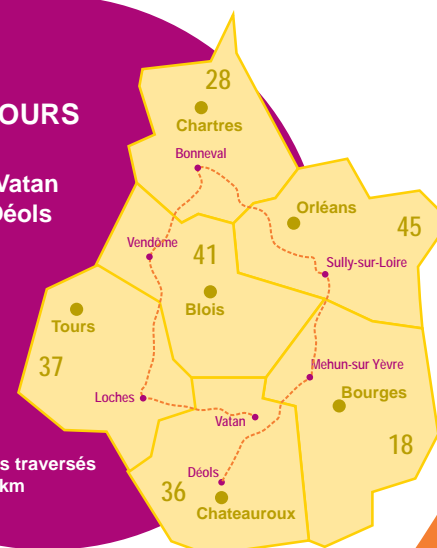 OURS
Vatan
Déols
s traversés
km
28
Chartres
Bonneval
Orléans
45
Vendôme
41
Sully-sur-Loire
Blois
Tours
37
Mehun-sur Yèvre
Bourges
Loches
Vatan
18
Déols
36
Chateauroux